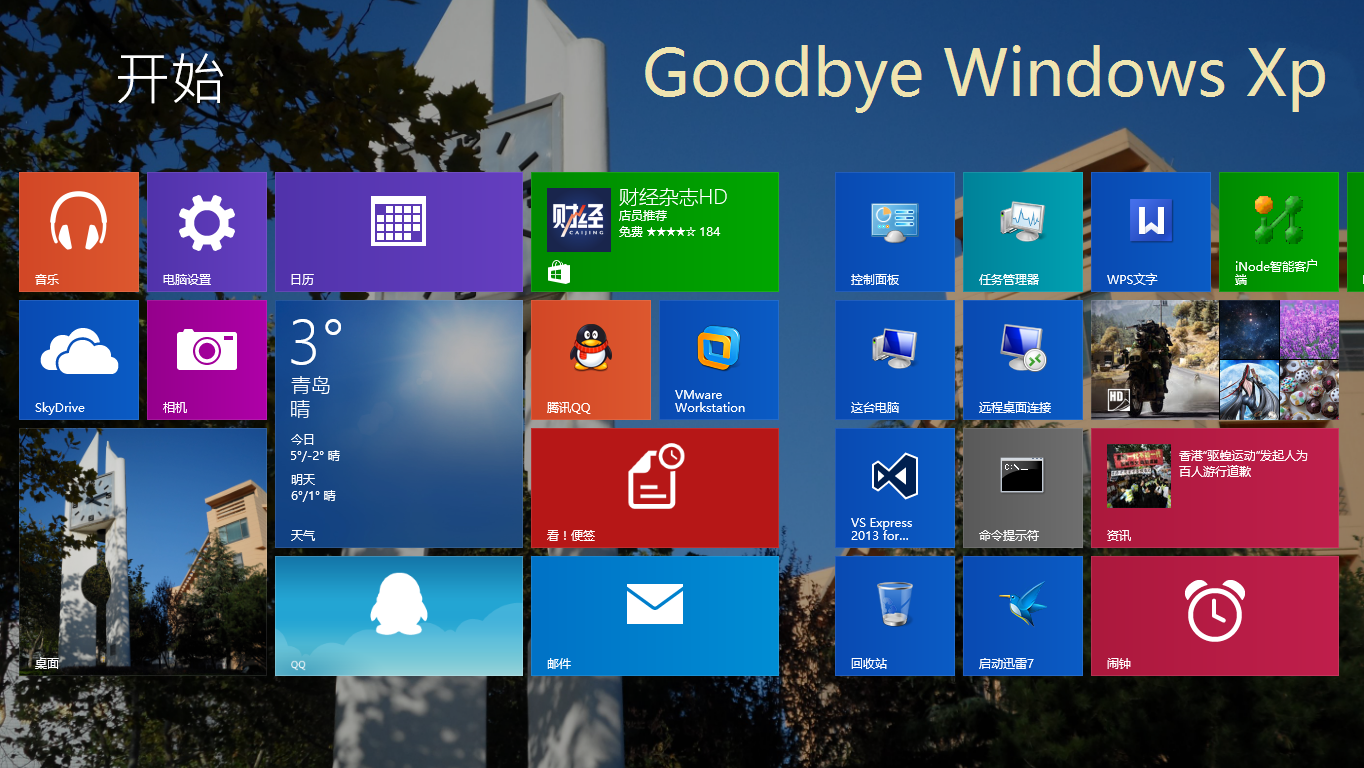 开始
Goodbye Windows Xp
音乐
电脑设置
日历
财经
CAIJING
财经杂志HD
店员推荐
免费 ★★★★☆ 184
控制面板
任务管理器
W
WPS文字
iNode智能客户
端
SkyDrive
相机
3°
青岛
晴
今日
5°/-2° 晴
明天
6°/1° 晴
天气
腾讯QQ
VMware
Workstation
这台电脑
远程桌面连接
HD
桌面
看！便签
VS Express
2013 for...
C:\_
命令提示符
香港“驱蝗运动”发起人为
百人游行道歉
资讯
QQ
邮件
回收站
启动迅雷7
闹钟